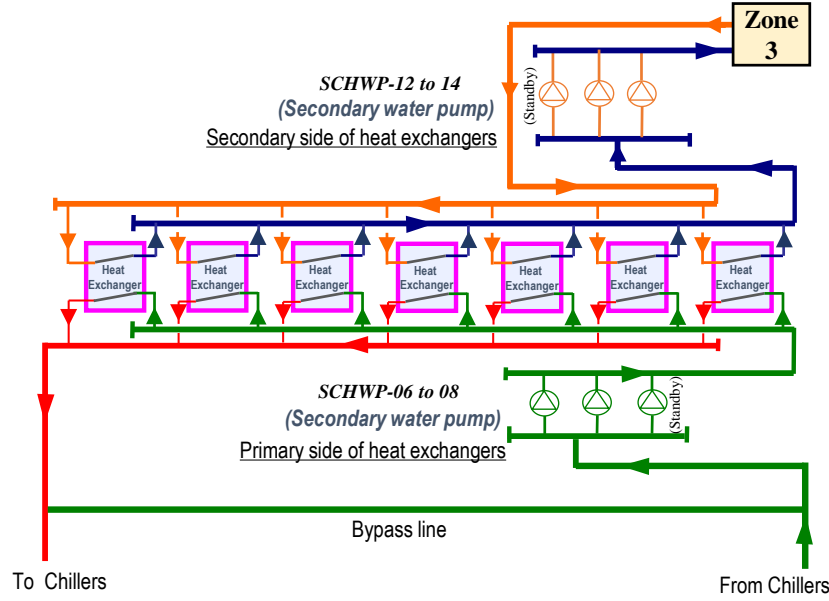 Zone
3
SCHWP-12 to 14
(Secondary water pump)
Secondary side of heat exchangers
(Standby)
Heat
Exchanger
Heat
Exchanger
Heat
Exchanger
Heat
Exchanger
Heat
Exchanger
Heat
Exchanger
Heat
Exchanger
SCHWP-06 to 08
(Secondary water pump)
Primary side of heat exchangers
(Standby)
Bypass line
To Chillers
From Chillers